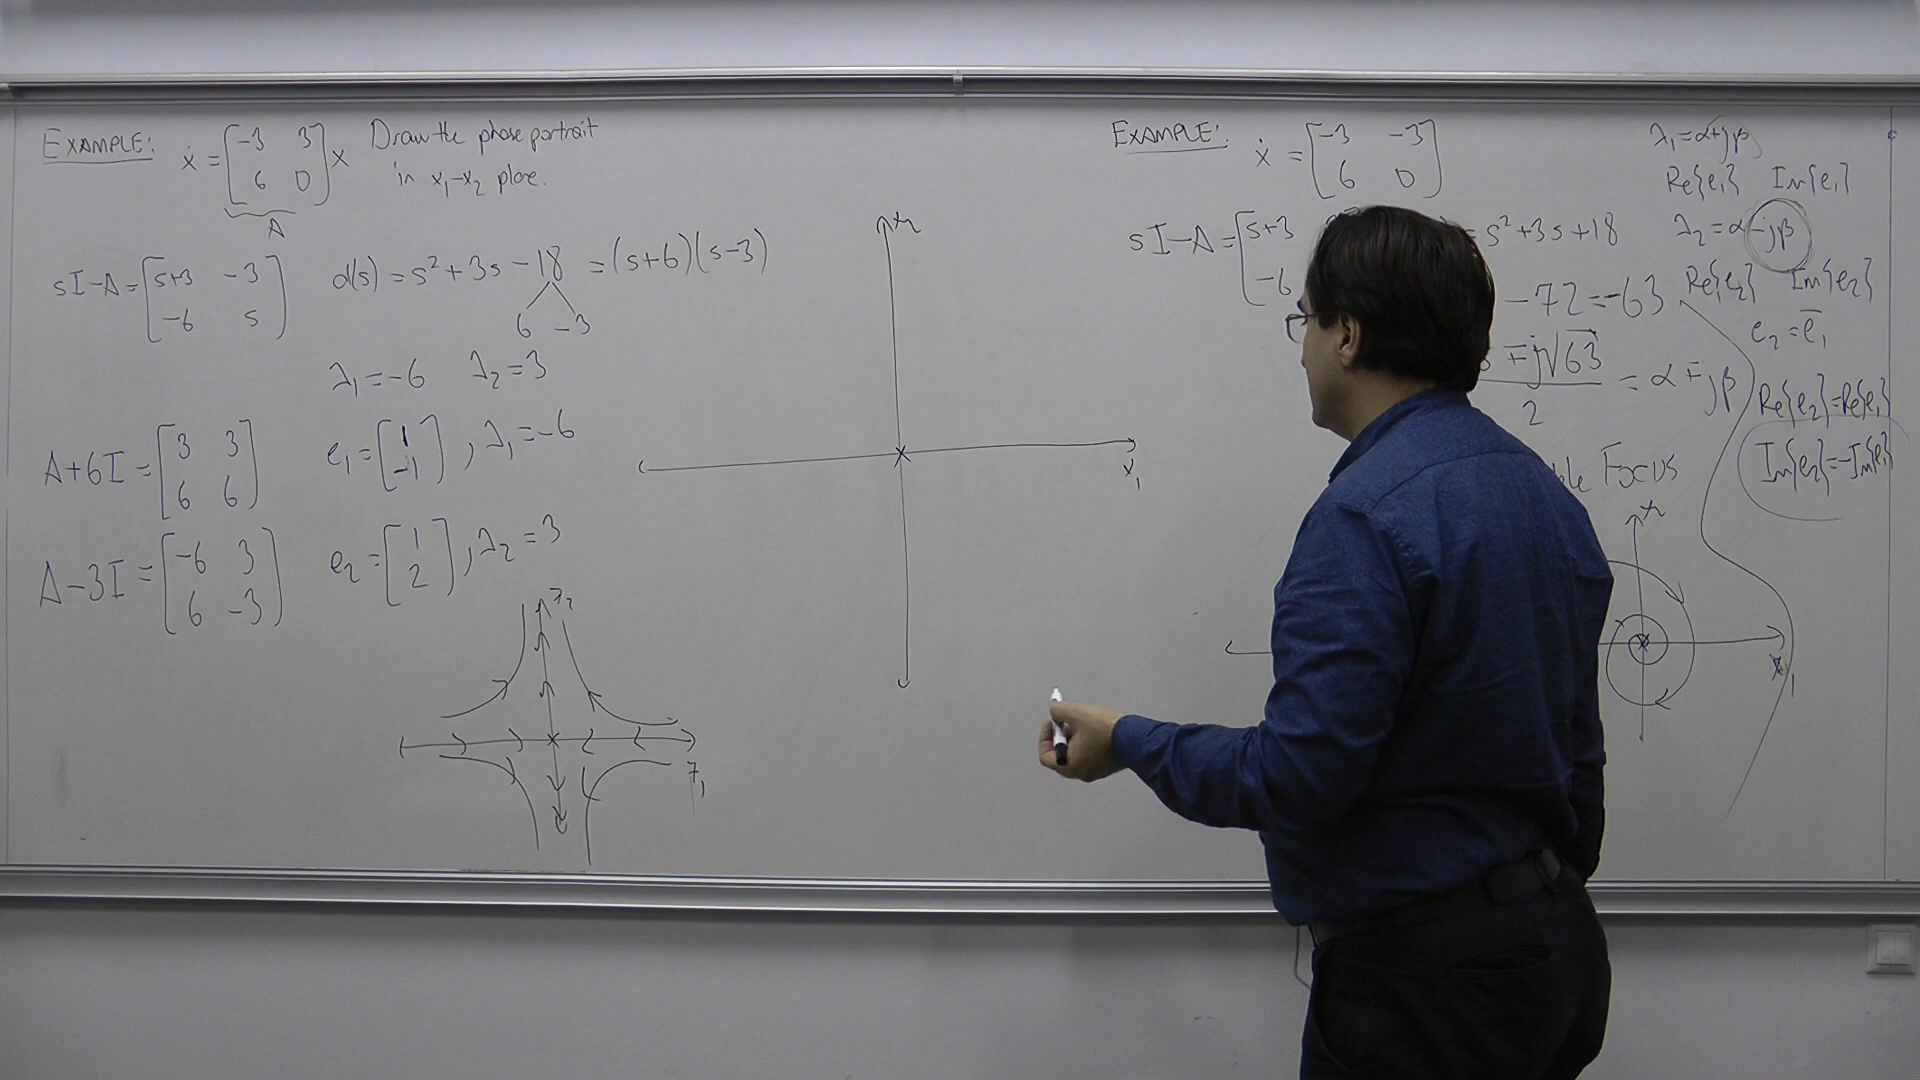 EXAMPLE: ẋ = [-3 3; 6 0] x Draw the phase portrait
in x₁-x₂ plane.
A
sI-A = [s+3 -3; -6 s] d(s) = s² + 3s - 18 = (s+6)(s-3)
6 -3
λ₁=-6 λ₂=3
A+6I = [3 3; 6 6] e₁ = [1; -1], λ₁=-6
A-3I = [-6 3; 6 -3] e₂ = [1; 2], λ₂=3
z₂
z₁
x₂
x₁
EXAMPLE: ẋ = [-3 -3; 6 0]
sI-A = [s+3
-6
= s²+3s+18
-72=-63
∓j√63
2
= α∓jβ
Focus
x₂
x₁
λ₁=α+jβ
Re{e₁} Im{e₁}
λ₂=α-jβ
Re{e₂} Im{e₂}
e₂=e̅₁
Re{e₂}=Re{e₁}
Im{e₂}=-Im{e₁}